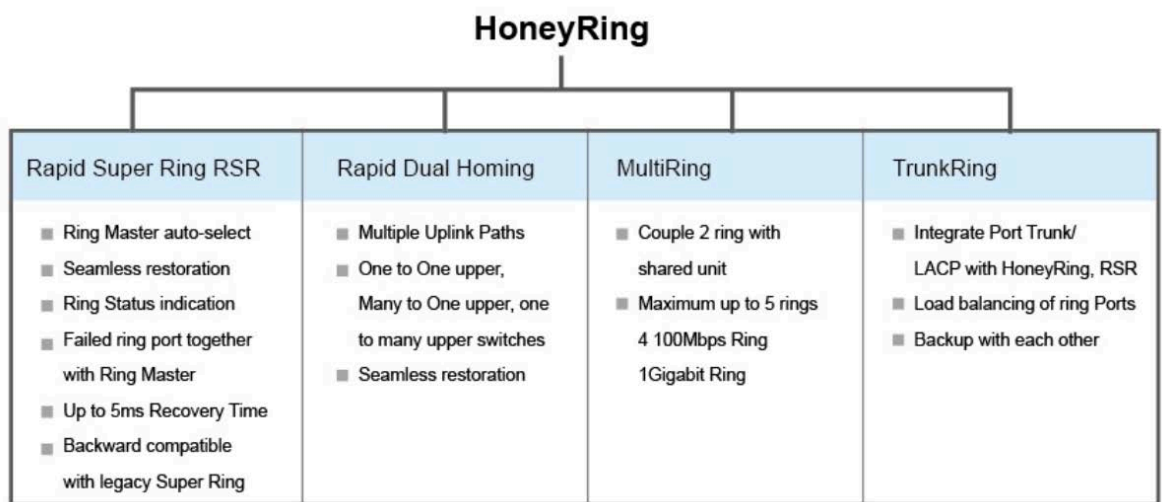 HoneyRing
Rapid Super Ring RSR
Ring Master auto-select
Seamless restoration
Ring Status indication
Failed ring port together
with Ring Master
Up to 5ms Recovery Time
Backward compatible
with legacy Super Ring
Rapid Dual Homing
Multiple Uplink Paths
One to One upper,
Many to One upper, one
to many upper switches
Seamless restoration
MultiRing
Couple 2 ring with
shared unit
Maximum up to 5 rings
4 100Mbps Ring
1Gigabit Ring
TrunkRing
Integrate Port Trunk/
LACP with HoneyRing, RSR
Load balancing of ring Ports
Backup with each other